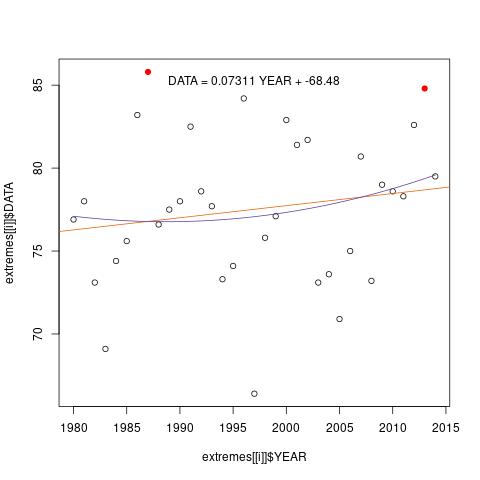 DATA = 0.07311 YEAR + -68.48
extremes[[i]]$DATA
85
80
75
70
1980 1985 1990 1995 2000 2005 2010 2015
extremes[[i]]$YEAR